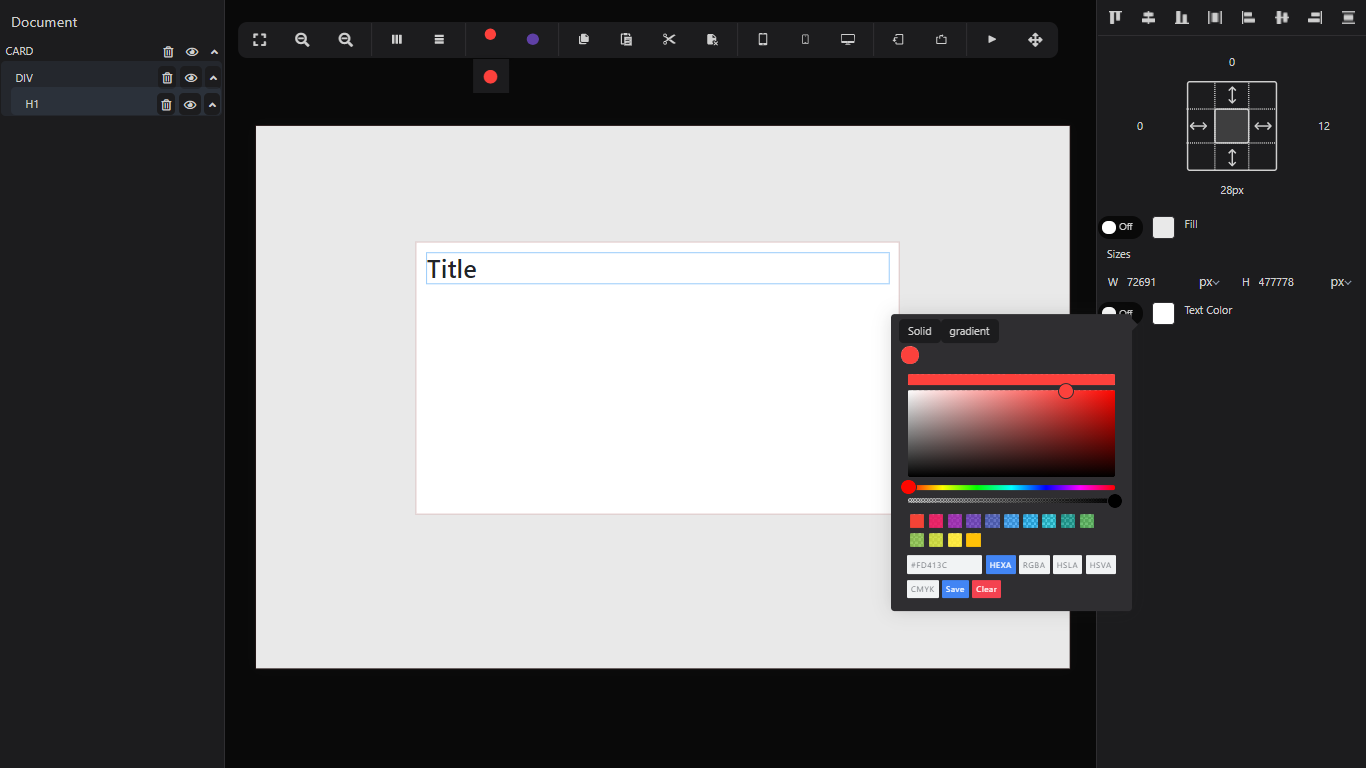 Document
CARD
DIV
H1
Title
0
0
12
28px
Off
Fill
Sizes
W 72691 px H 477778 px
Off
Text Color
Solid gradient
#FD413C HEXA RGBA HSLA HSVA
CMYK Save Clear